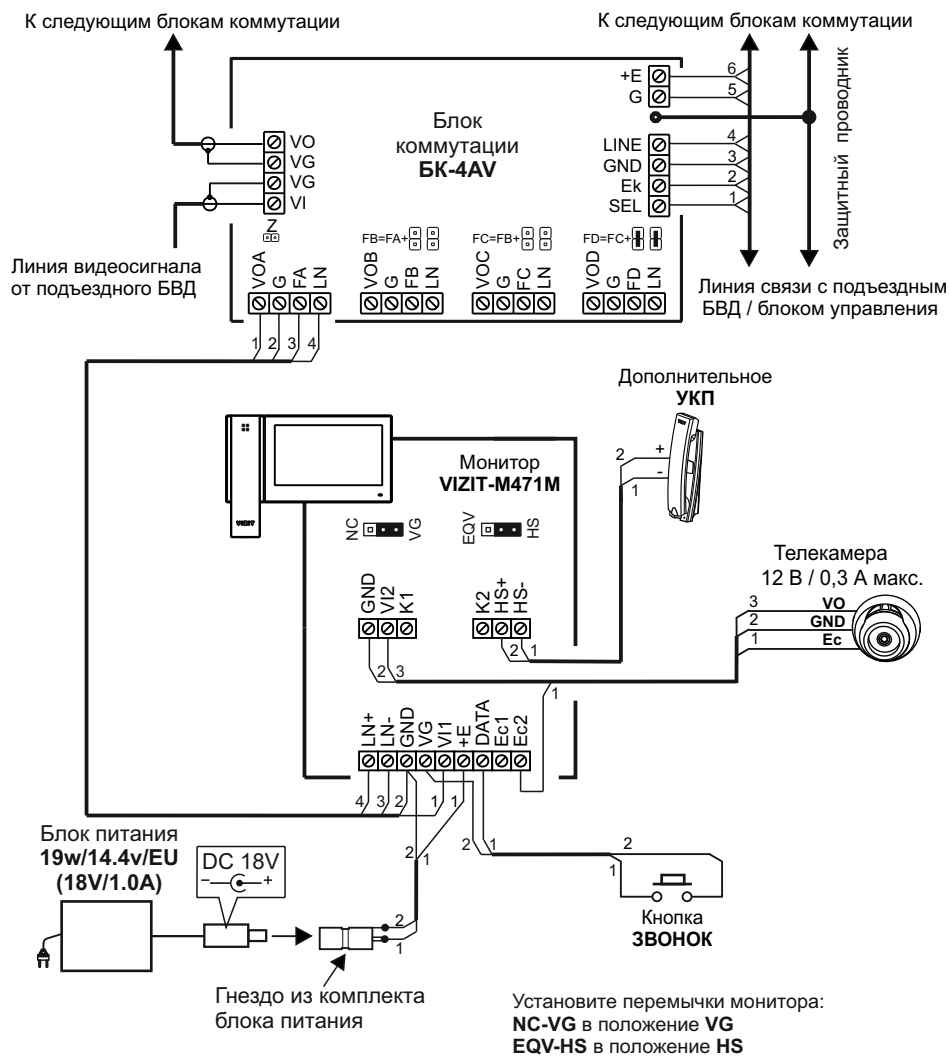 К следующим блокам коммутации
К следующим блокам коммутации
+E
G
6
5
Блок
коммутации
БК-4AV
VO
VG
VG
VI
Z
LINE
GND
Ek
SEL
4
3
2
1
Защитный проводник
FB=FA+
FC=FB+
FD=FC+
Линия видеосигнала
от подъездного БВД
VOA
G
FA
LN
VOB
G
FB
LN
VOC
G
FC
LN
VOD
G
FD
LN
Линия связи с подъездным
БВД / блоком управления
1
2
3
4
Дополнительное
УКП
2
+
-
1
Монитор
VIZIT-M471M
VIZIT
NC
VG
EQV
HS
Телекамера
12 В / 0,3 А макс.
3
VO
2
GND
1
Ec
GND
VI2
K1
K2
HS+
HS-
2
3
2
1
1
LN+
LN-
GND
VG
VI1
+E
DATA
Ec1
Ec2
4
3
2
1
1
2
1
2
1
2
1
Блок питания
19w/14.4v/EU
(18V/1.0A)
DC 18V
− +
2
1
Кнопка
ЗВОНОК
Гнездо из комплекта
блока питания
Установите перемычки монитора:
NC-VG в положение VG
EQV-HS в положение HS